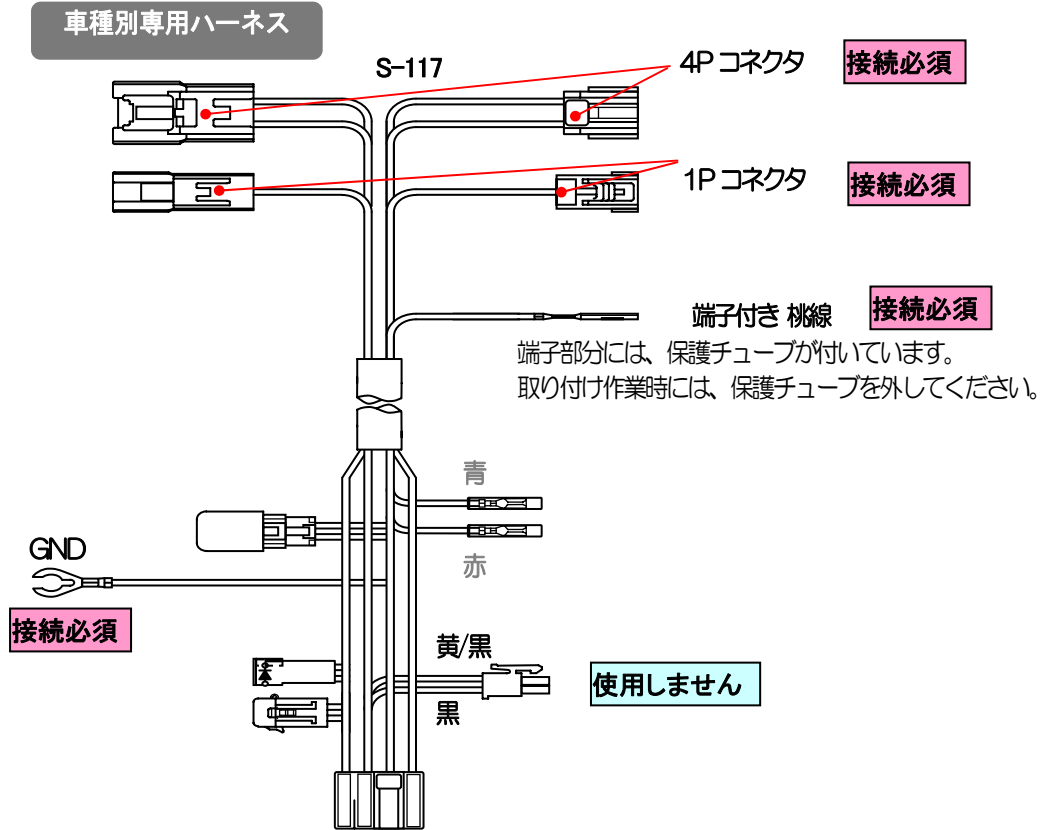 車種別専用ハーネス
S-117
4P コネクタ
接続必須
1P コネクタ
接続必須
端子付き 桃線
接続必須
端子部分には、保護チューブが付いています。
取り付け作業時には、保護チューブを外してください。
青
赤
GND
接続必須
黄/黒
使用しません
黒